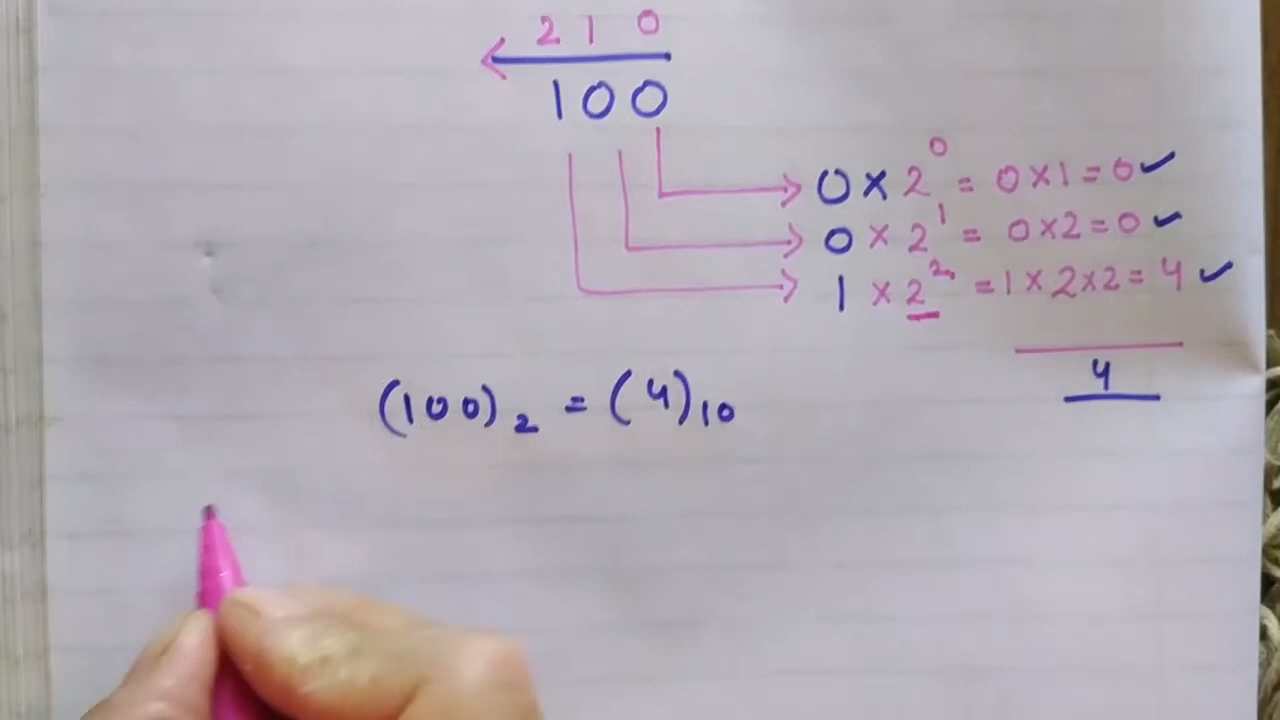 2 1 0
100
0 × 2⁰ = 0×1=0 ✓
0 × 2¹ = 0×2=0 ✓
1 × 2² = 1×2×2=4 ✓
4
(100)₂ = (4)₁₀